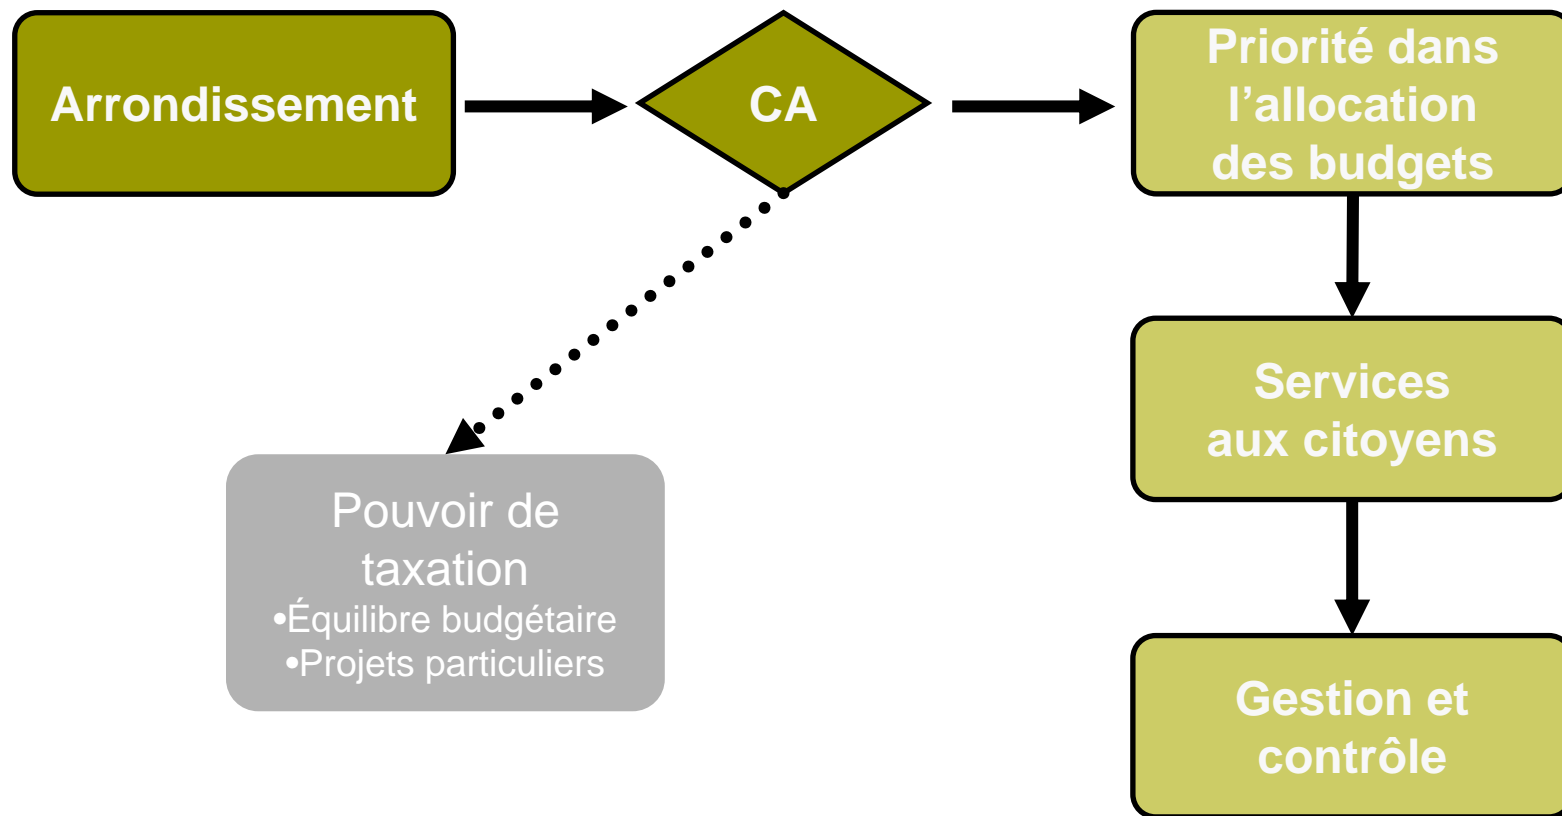 Arrondissement
CA
Priorité dans
l’allocation
des budgets
Services
aux citoyens
Pouvoir de
taxation
•Équilibre budgétaire
•Projets particuliers
Gestion et
contrôle